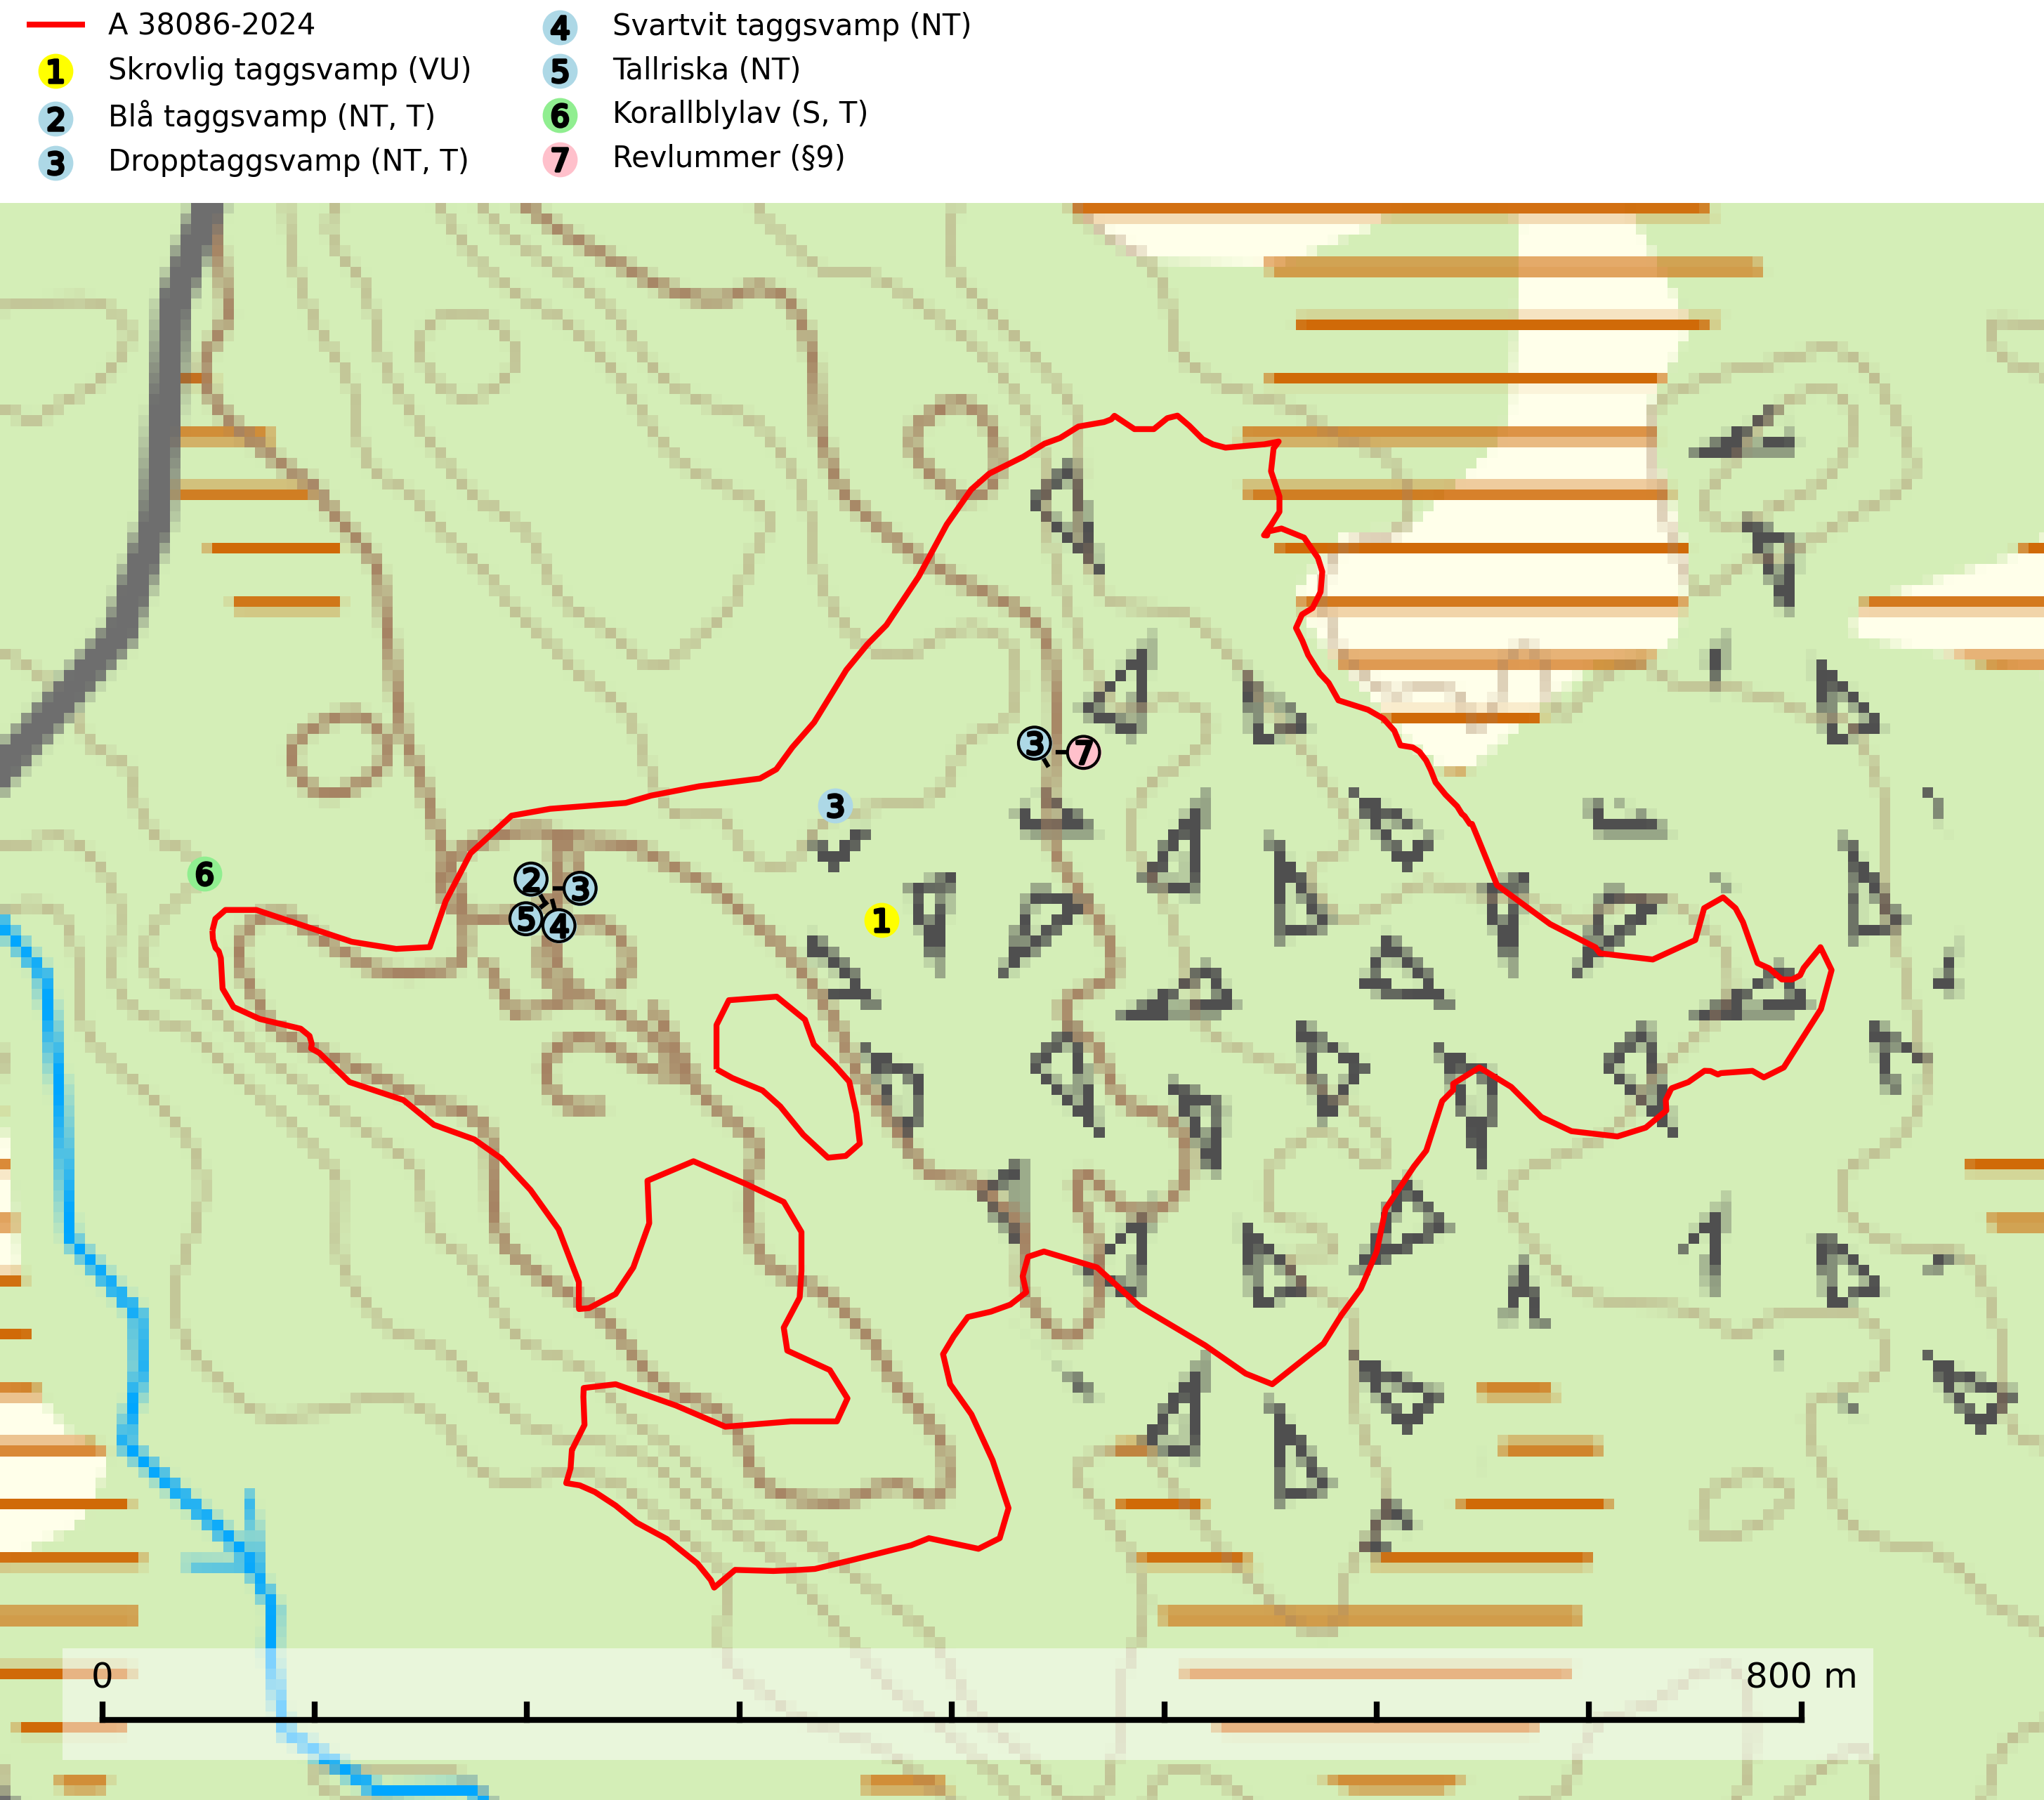 A 38086-2024
1 Skrovlig taggsvamp (VU)
2 Blå taggsvamp (NT, T)
3 Dropptaggsvamp (NT, T)
4 Svartvit taggsvamp (NT)
5 Tallriska (NT)
6 Korallblylav (S, T)
7 Revlummer (§9)
3 7
3
6
2 3
5 4
1
0 800 m